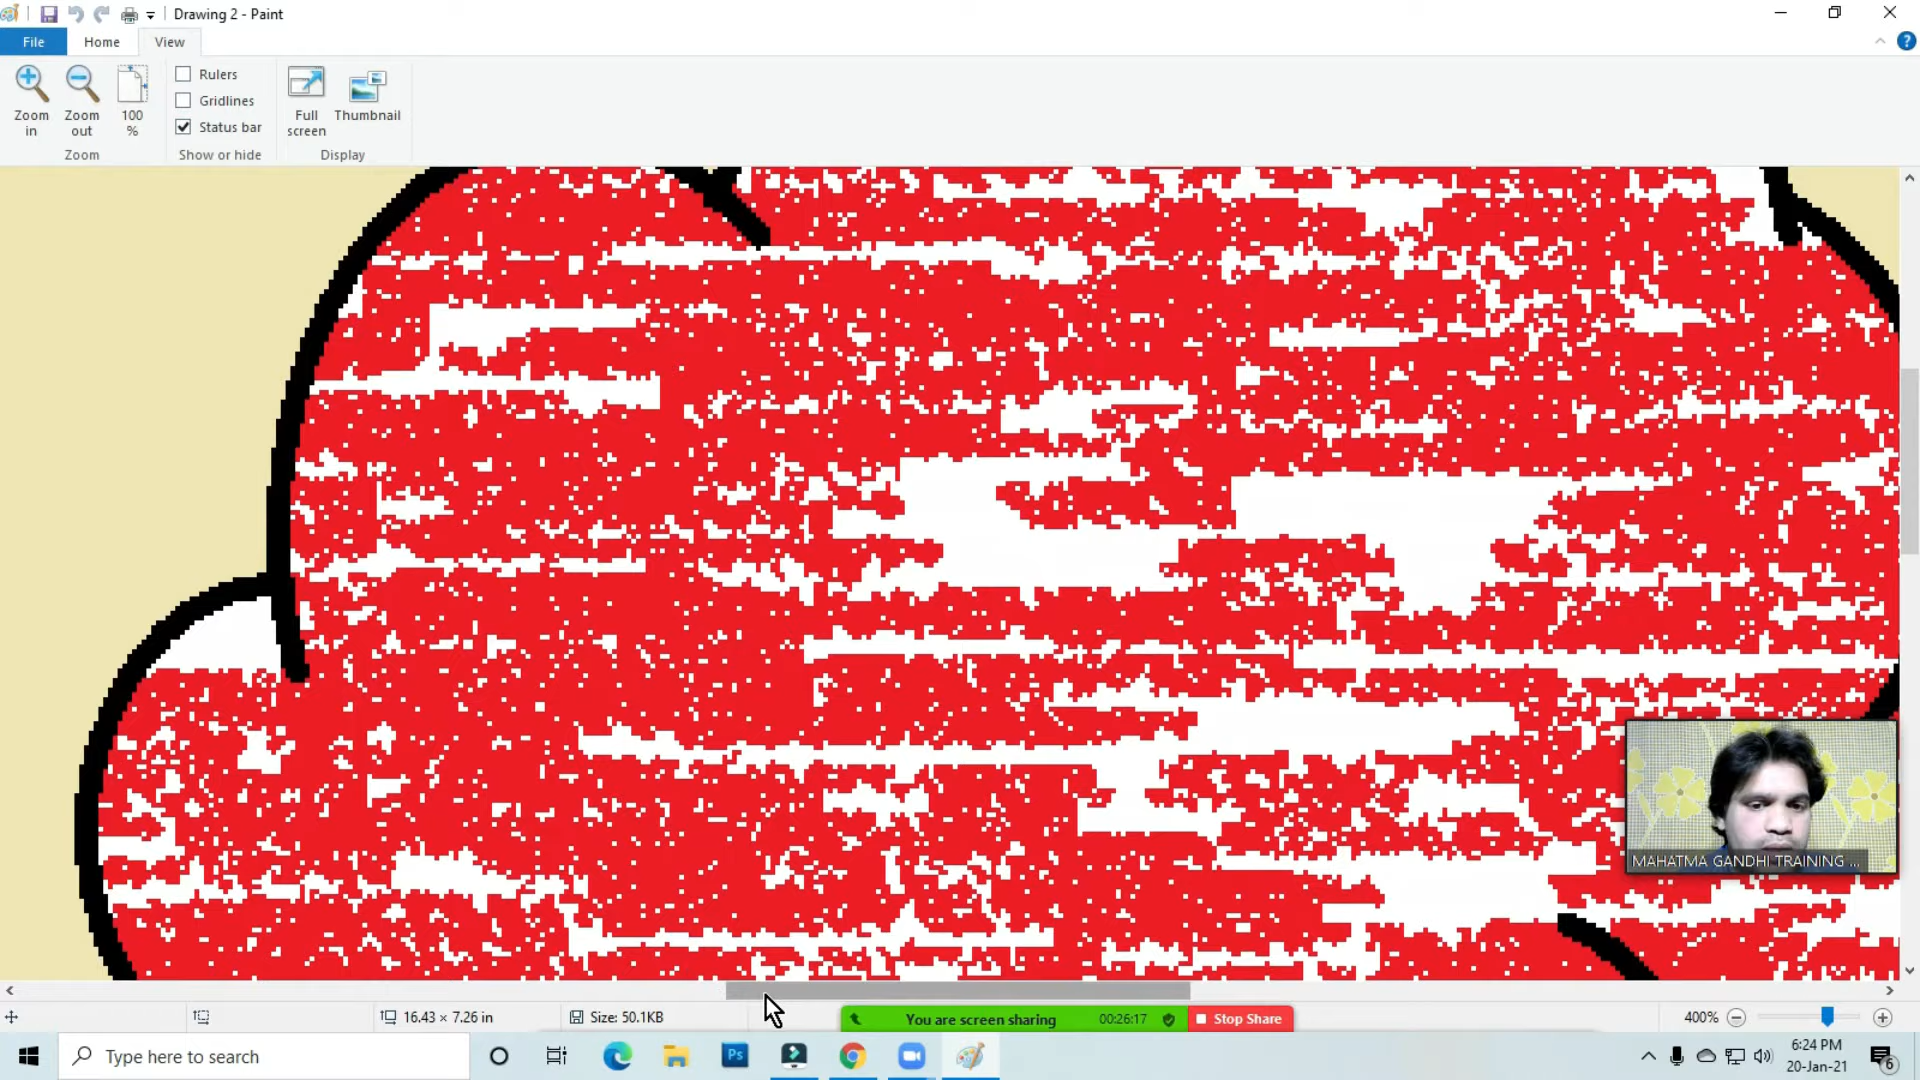 Drawing 2 - Paint
File
Home
View
Zoom in
Zoom out
100 %
Zoom
Rulers
Gridlines
Status bar
Show or hide
Full screen
Thumbnail
Display
MAHATMA GANDHI TRAINING ...
16.43 × 7.26 in
Size: 50.1KB
You are screen sharing
00:26:17
Stop Share
400%
Type here to search
Ps
6:24 PM
20-Jan-21
6